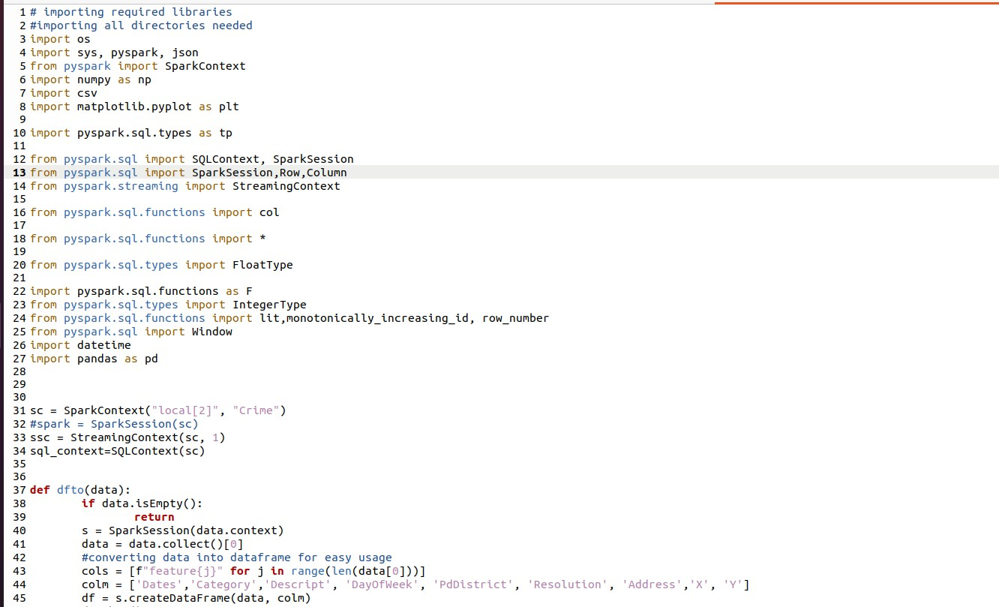 1 # importing required libraries
2 #importing all directories needed
3 import os
4 import sys, pyspark, json
5 from pyspark import SparkContext
6 import numpy as np
7 import csv
8 import matplotlib.pyplot as plt
9
10 import pyspark.sql.types as tp
11
12 from pyspark.sql import SQLContext, SparkSession
13 from pyspark.sql import SparkSession,Row,Column
14 from pyspark.streaming import StreamingContext
15
16 from pyspark.sql.functions import col
17
18 from pyspark.sql.functions import *
19
20 from pyspark.sql.types import FloatType
21
22 import pyspark.sql.functions as F
23 from pyspark.sql.types import IntegerType
24 from pyspark.sql.functions import lit,monotonically_increasing_id, row_number
25 from pyspark.sql import Window
26 import datetime
27 import pandas as pd
28
29
30
31 sc = SparkContext("local[2]", "Crime")
32 #spark = SparkSession(sc)
33 ssc = StreamingContext(sc, 1)
34 sql_context=SQLContext(sc)
35
36
37 def dfto(data):
38         if data.isEmpty():
39                 return
40         s = SparkSession(data.context)
41         data = data.collect()[0]
42         #converting data into dataframe for easy usage
43         cols = [f"feature{j}" for j in range(len(data[0]))]
44         colm = ['Dates','Category','Descript', 'DayOfWeek', 'PdDistrict', 'Resolution', 'Address','X', 'Y']
45         df = s.createDataFrame(data, colm)